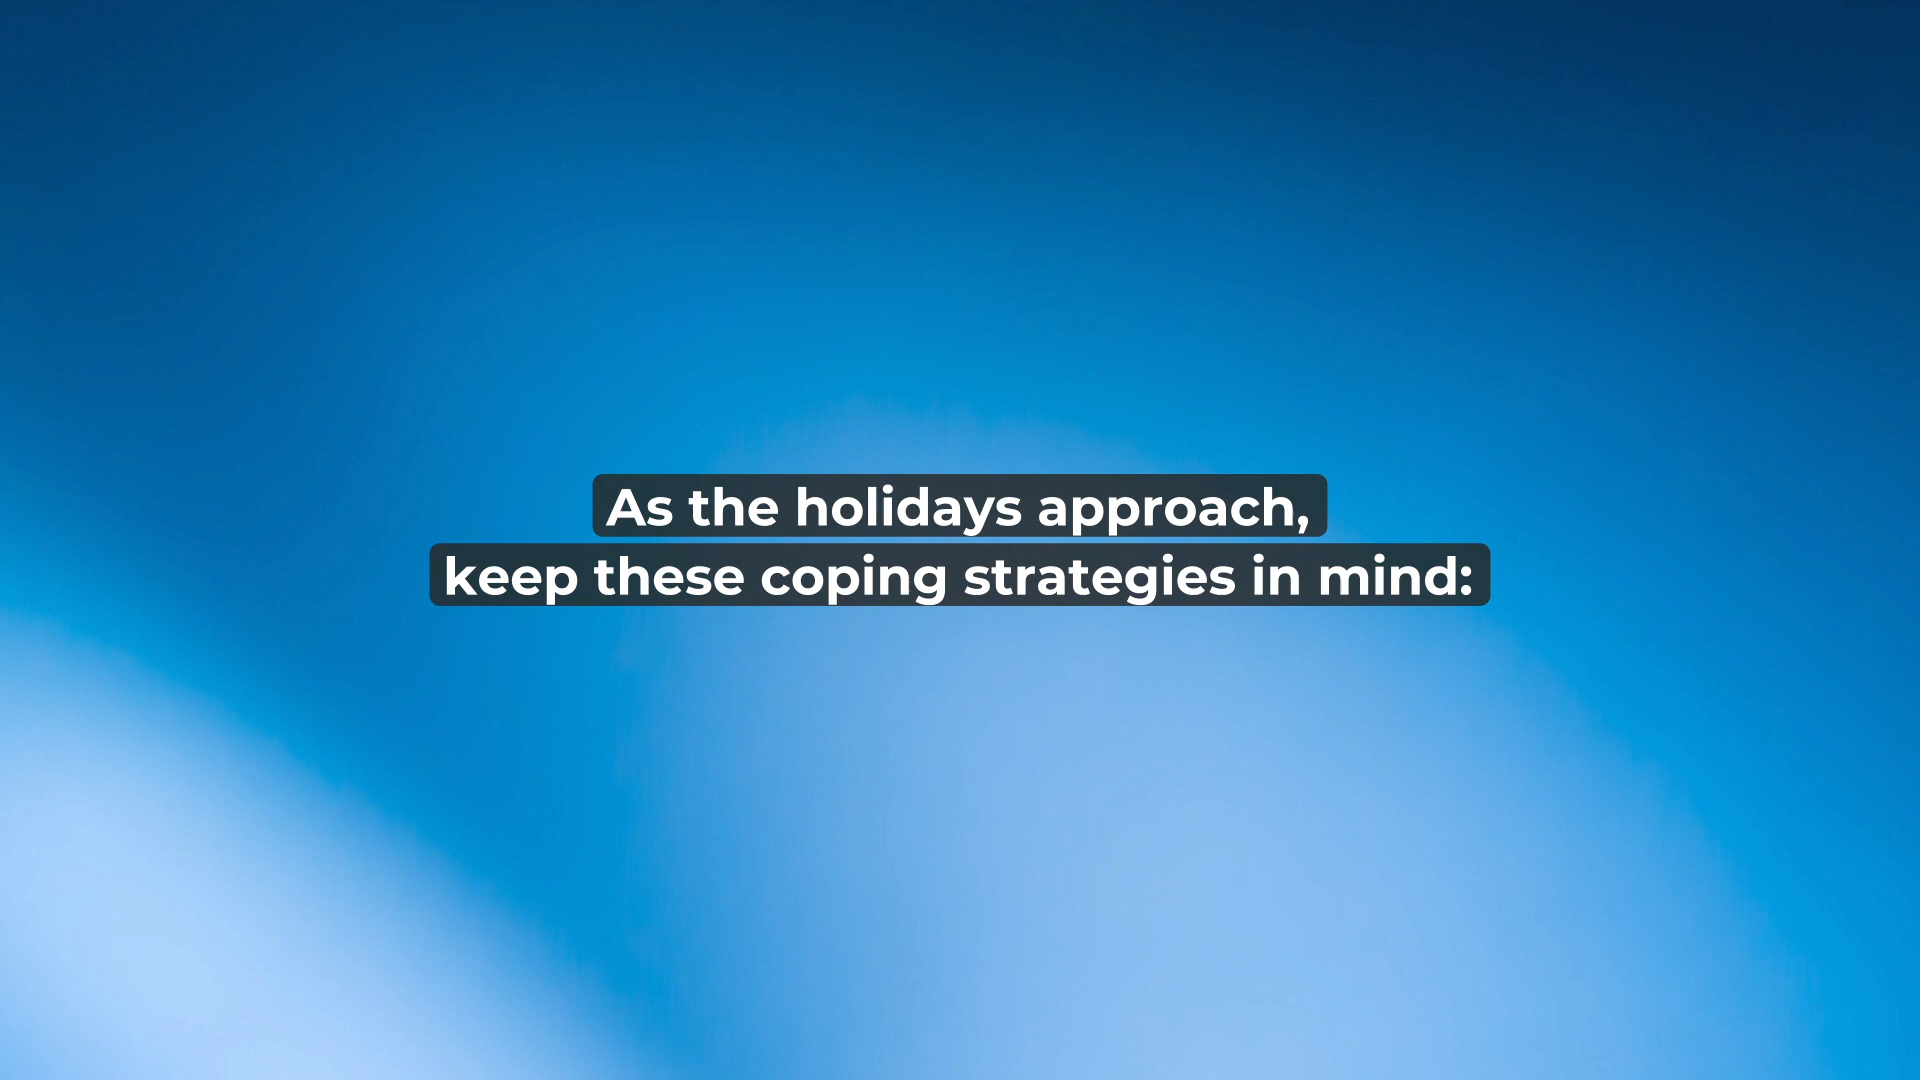 As the holidays approach,
keep these coping strategies in mind: